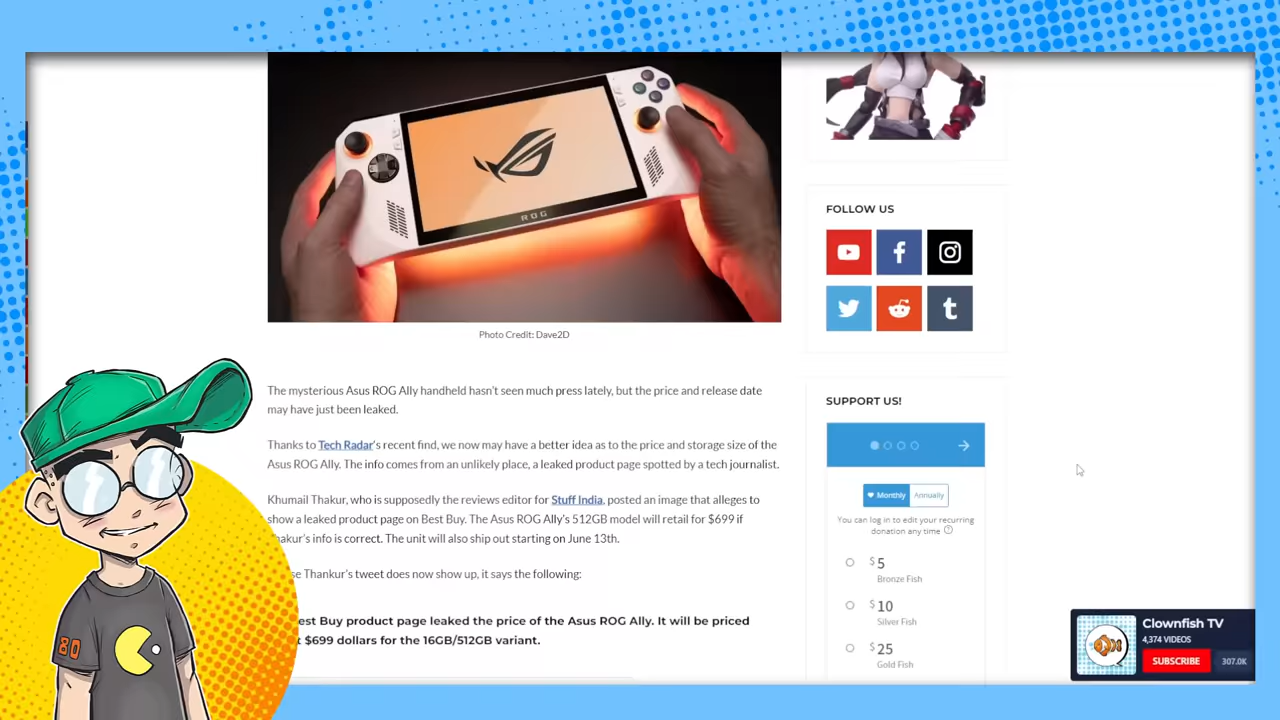 ROG
Photo Credit: Dave2D
The mysterious Asus ROG Ally handheld hasn't seen much press lately, but the price and release date
may have just been leaked.
Thanks to Tech Radar's recent find, we now may have a better idea as to the price and storage size of the
Asus ROG Ally. The info comes from an unlikely place, a leaked product page spotted by a tech journalist.
Khumail Thakur, who is supposedly the reviews editor for Stuff India, posted an image that alleges to
show a leaked product page on Best Buy. The Asus ROG Ally's 512GB model will retail for $699 if
hakur's info is correct. The unit will also ship out starting on June 13th.
se Thankur's tweet does now show up, it says the following:
est Buy product page leaked the price of the Asus ROG Ally. It will be priced
t $699 dollars for the 16GB/512GB variant.
FOLLOW US
SUPPORT US!
Monthly Annually
You can log in to edit your recurring
donation any time
$5
Bronze Fish
$10
Silver Fish
$25
Gold Fish
80
Clownfish TV
4,374 VIDEOS
SUBSCRIBE 307.0K